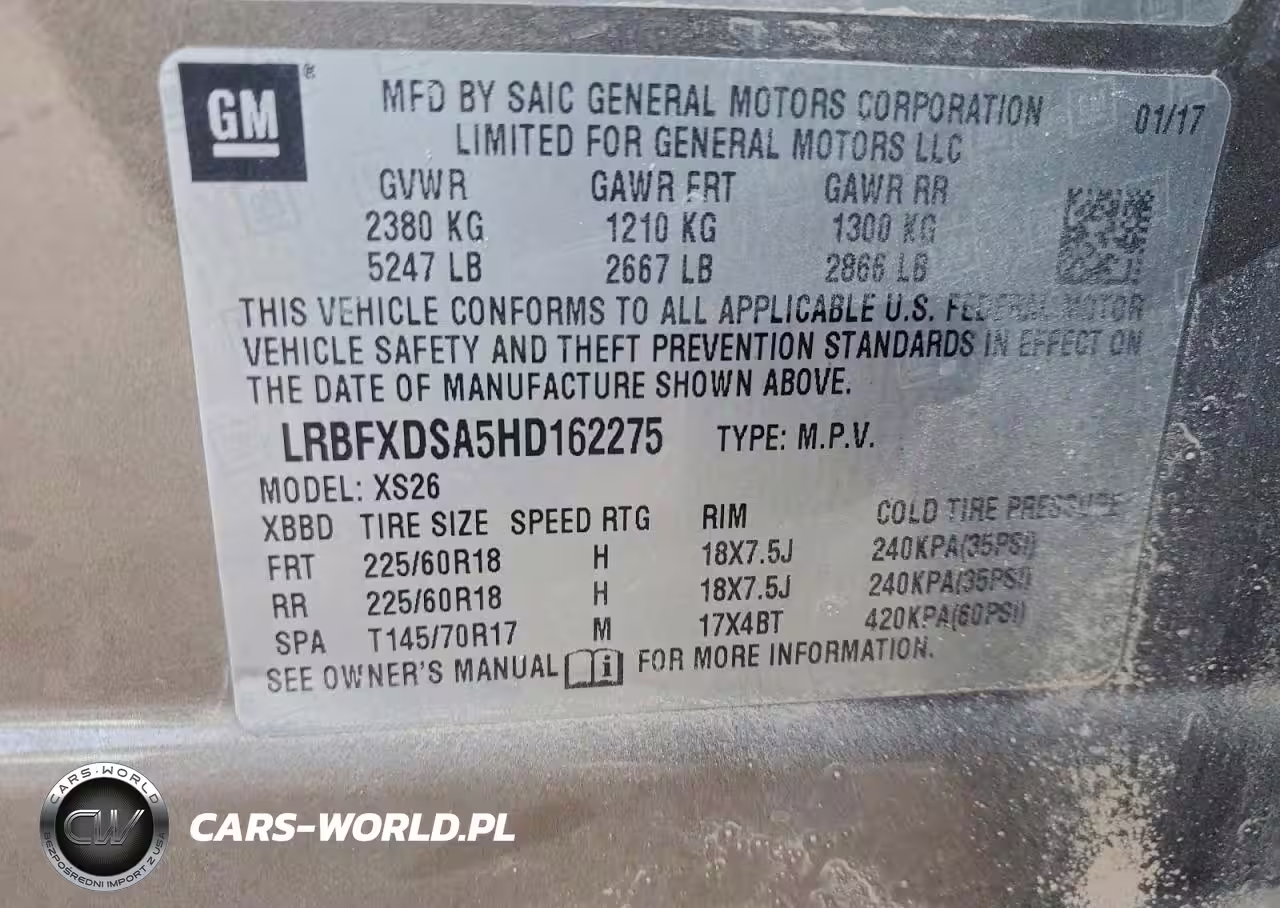 GM ®
MFD BY SAIC GENERAL MOTORS CORPORATION 01/17
LIMITED FOR GENERAL MOTORS LLC
GVWR GAWR FRT GAWR RR
2380 KG 1210 KG 1300 KG
5247 LB 2667 LB 2866 LB
THIS VEHICLE CONFORMS TO ALL APPLICABLE U.S. FEDERAL MOTOR
VEHICLE SAFETY AND THEFT PREVENTION STANDARDS IN EFFECT ON
THE DATE OF MANUFACTURE SHOWN ABOVE.
LRBFXDSA5HD162275 TYPE: M.P.V.
MODEL: XS26
XBBD TIRE SIZE SPEED RTG RIM COLD TIRE PRESSURE
FRT 225/60R18 H 18X7.5J 240KPA(35PSI)
RR 225/60R18 H 18X7.5J 240KPA(35PSI)
SPA T145/70R17 M 17X4BT 420KPA(60PSI)
SEE OWNER'S MANUAL FOR MORE INFORMATION.
CARS-WORLD
CW
BEZPOŚREDNI IMPORT Z USA
CARS-WORLD.PL